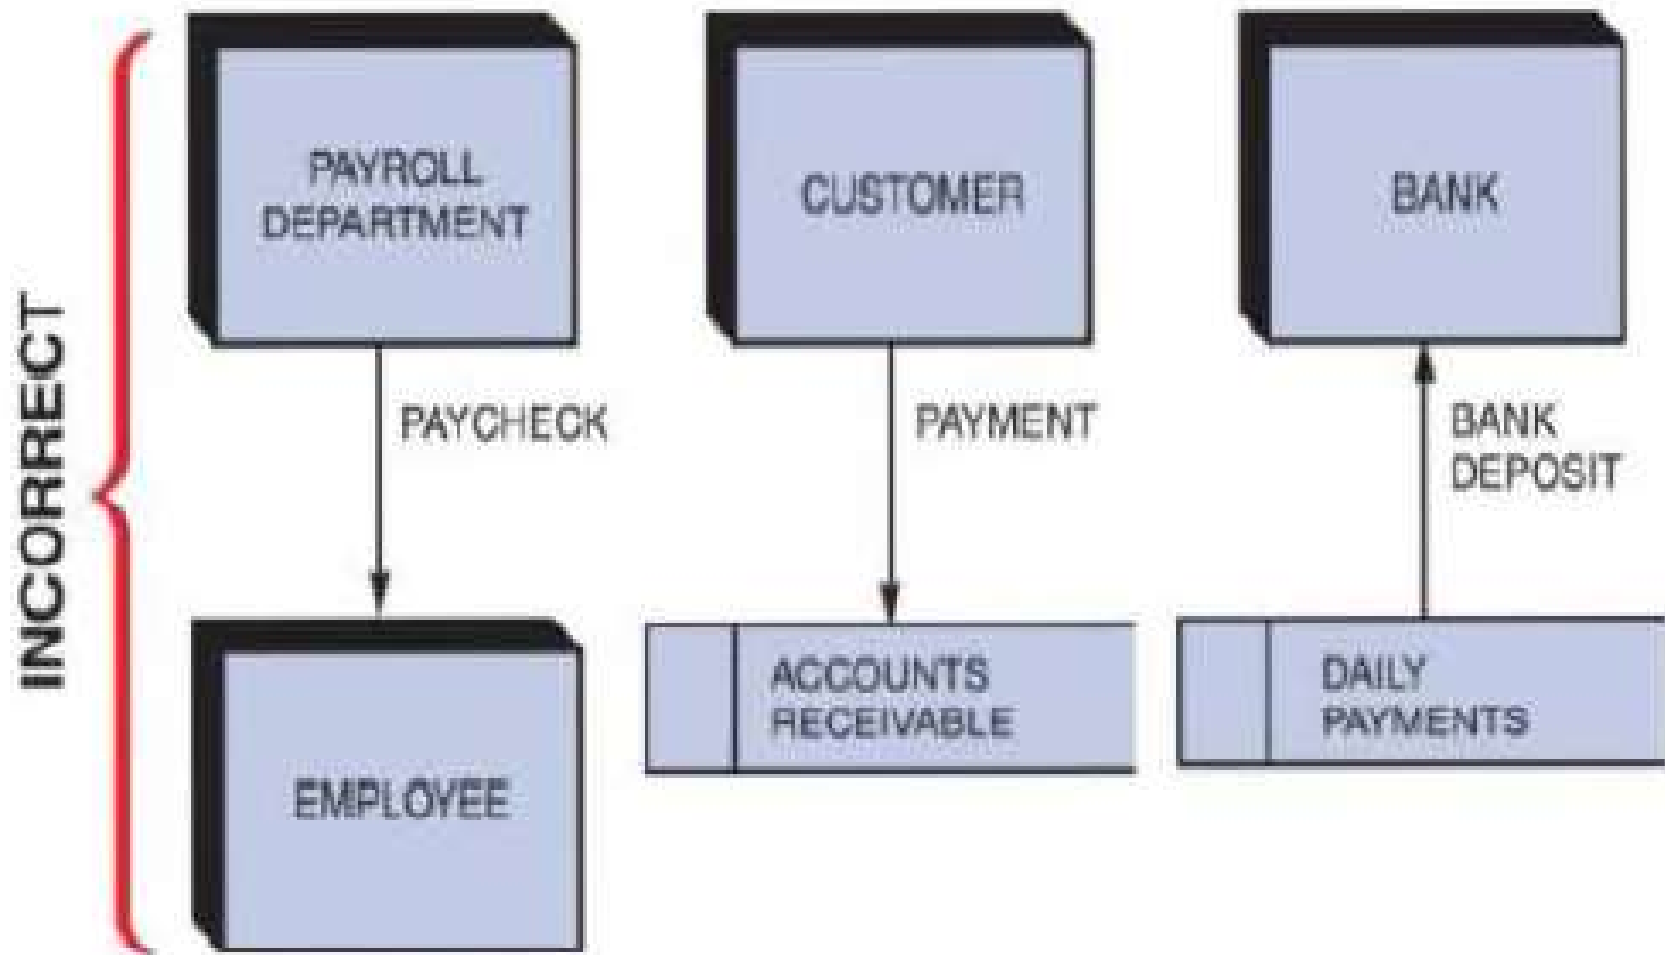 INCORRECT
PAYROLL
DEPARTMENT
CUSTOMER
BANK
PAYCHECK
PAYMENT
BANK
DEPOSIT
EMPLOYEE
ACCOUNTS
RECEIVABLE
DAILY
PAYMENTS